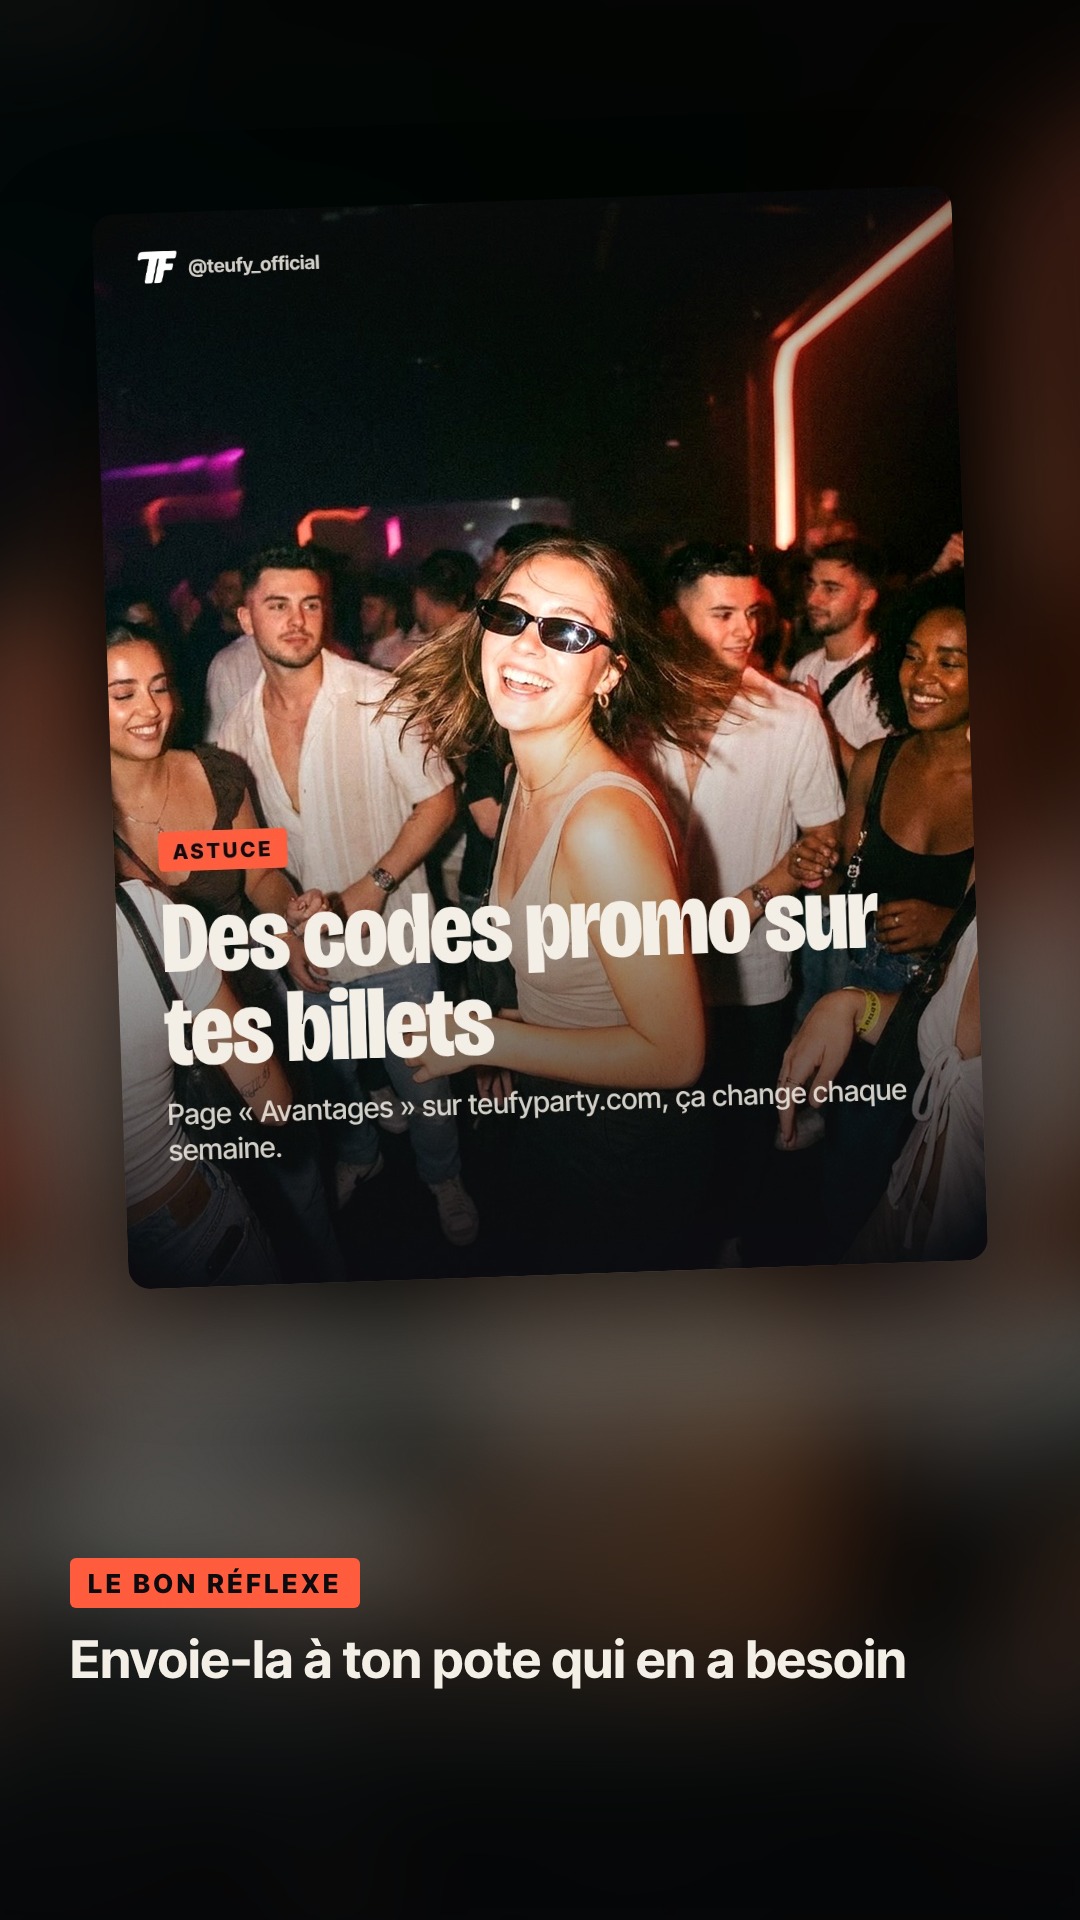 TF @teufy_official
ASTUCE
Des codes promo sur
tes billets
Page « Avantages » sur teufyparty.com, ça change chaque
semaine.
LE BON RÉFLEXE
Envoie-la à ton pote qui en a besoin